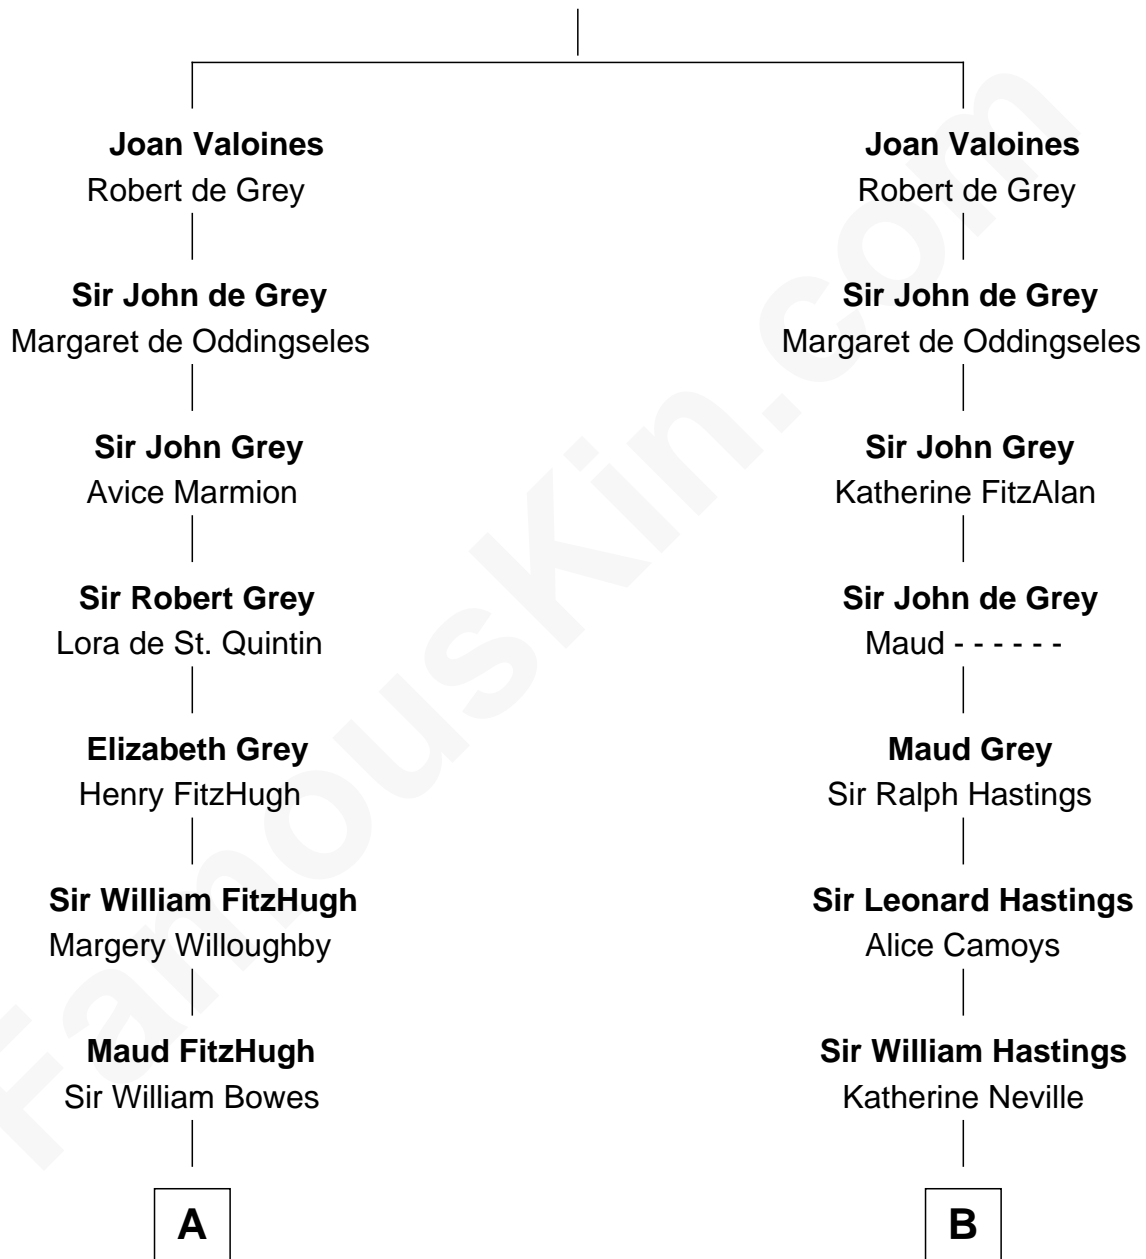 Joan Valoines
Robert de Grey
Sir John de Grey
Margaret de Oddingseles
Sir John Grey
Avice Marmion
Sir Robert Grey
Lora de St. Quintin
Elizabeth Grey
Henry FitzHugh
Sir William FitzHugh
Margery Willoughby
Maud FitzHugh
Sir William Bowes
A
Joan Valoines
Robert de Grey
Sir John de Grey
Margaret de Oddingseles
Sir John Grey
Katherine FitzAlan
Sir John de Grey
Maud - - - - - -
Maud Grey
Sir Ralph Hastings
Sir Leonard Hastings
Alice Camoys
Sir William Hastings
Katherine Neville
B
FamousKin.com